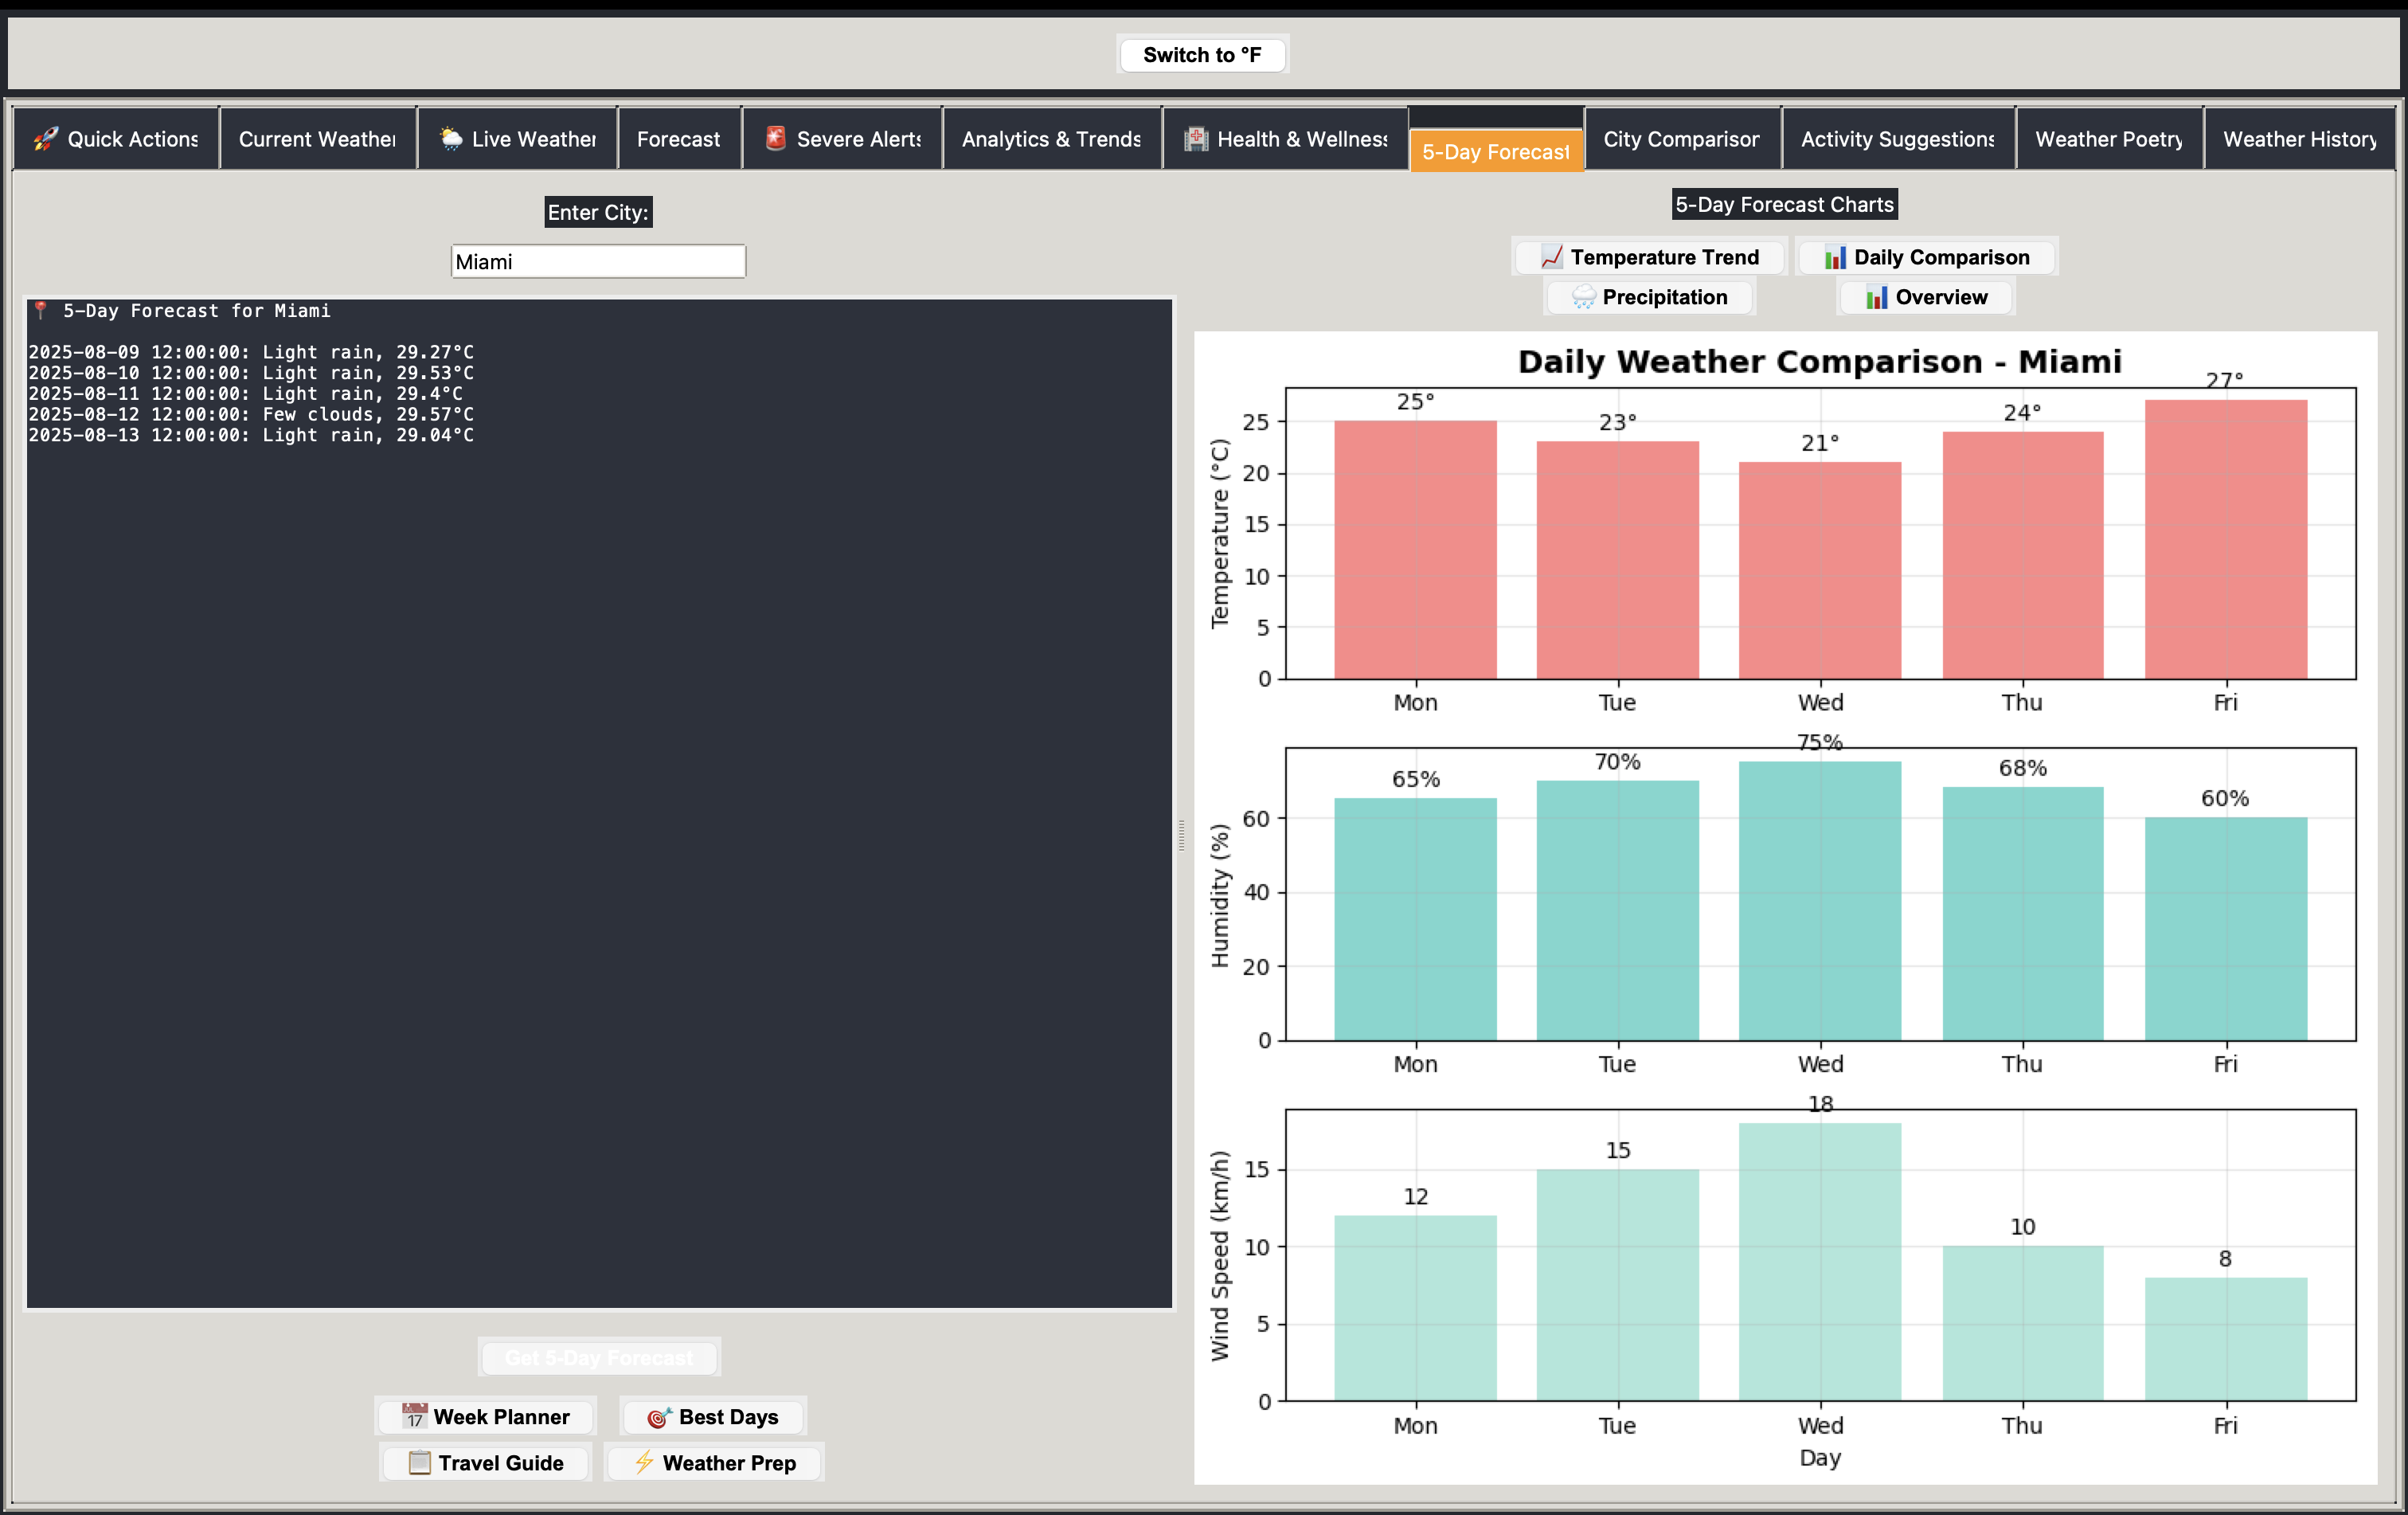 Switch to °F
🚀 Quick Actions
Current Weather
🌦️ Live Weather
Forecast
🚨 Severe Alerts
Analytics & Trends
🏥 Health & Wellness
5-Day Forecast
City Comparison
Activity Suggestions
Weather Poetry
Weather History
Enter City:
Miami
📍 5-Day Forecast for Miami
2025-08-09 12:00:00: Light rain, 29.27°C
2025-08-10 12:00:00: Light rain, 29.53°C
2025-08-11 12:00:00: Light rain, 29.4°C
2025-08-12 12:00:00: Few clouds, 29.57°C
2025-08-13 12:00:00: Light rain, 29.04°C
Get 5-Day Forecast
📅 Week Planner
🎯 Best Days
📋 Travel Guide
⚡ Weather Prep
5-Day Forecast Charts
📈 Temperature Trend
📊 Daily Comparison
🌧️ Precipitation
📊 Overview
Daily Weather Comparison - Miami
Temperature (°C)
25
20
15
10
5
0
25°
23°
21°
24°
27°
Mon
Tue
Wed
Thu
Fri
Humidity (%)
60
40
20
0
65%
70%
75%
68%
60%
Mon
Tue
Wed
Thu
Fri
Wind Speed (km/h)
15
10
5
0
12
15
18
10
8
Mon
Tue
Wed
Thu
Fri
Day